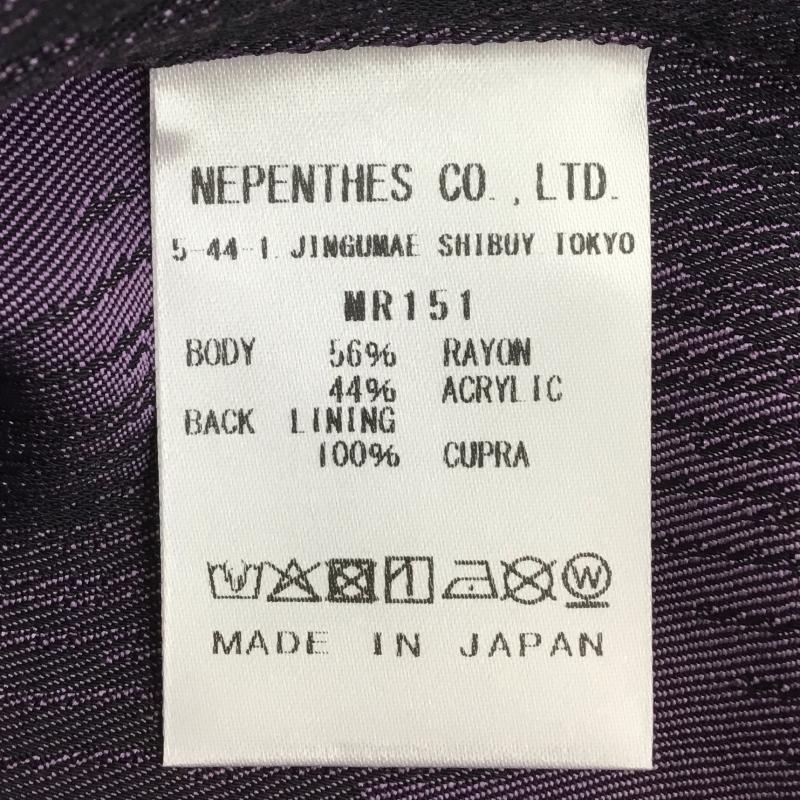 NEPENTHES CO.,LTD.
5-44-1 JINGUMAE SHIBUY TOKYO
MR151
BODY 56% RAYON
44% ACRYLIC
BACK LINING
100% CUPRA
W
MADE IN JAPAN